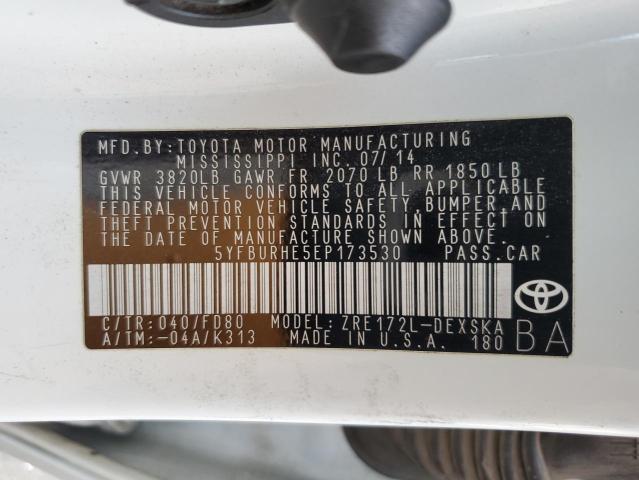 MFD. BY: TOYOTA MOTOR MANUFACTURING
MISSISSIPPI INC. 07/14
GVWR 3820LB GAWR FR 2070 LB RR 1850 LB
THIS VEHICLE CONFORMS TO ALL APPLICABLE
FEDERAL MOTOR VEHICLE SAFETY, BUMPER, AND
THEFT PREVENTION STANDARDS IN EFFECT ON
THE DATE OF MANUFACTURE SHOWN ABOVE.
5YFBURHE5EP173530 PASS. CAR
C/TR: 040/FD80 MODEL: ZRE172L-DEXSKA
A/TM: -04A/K313 MADE IN U.S.A. 180 BA